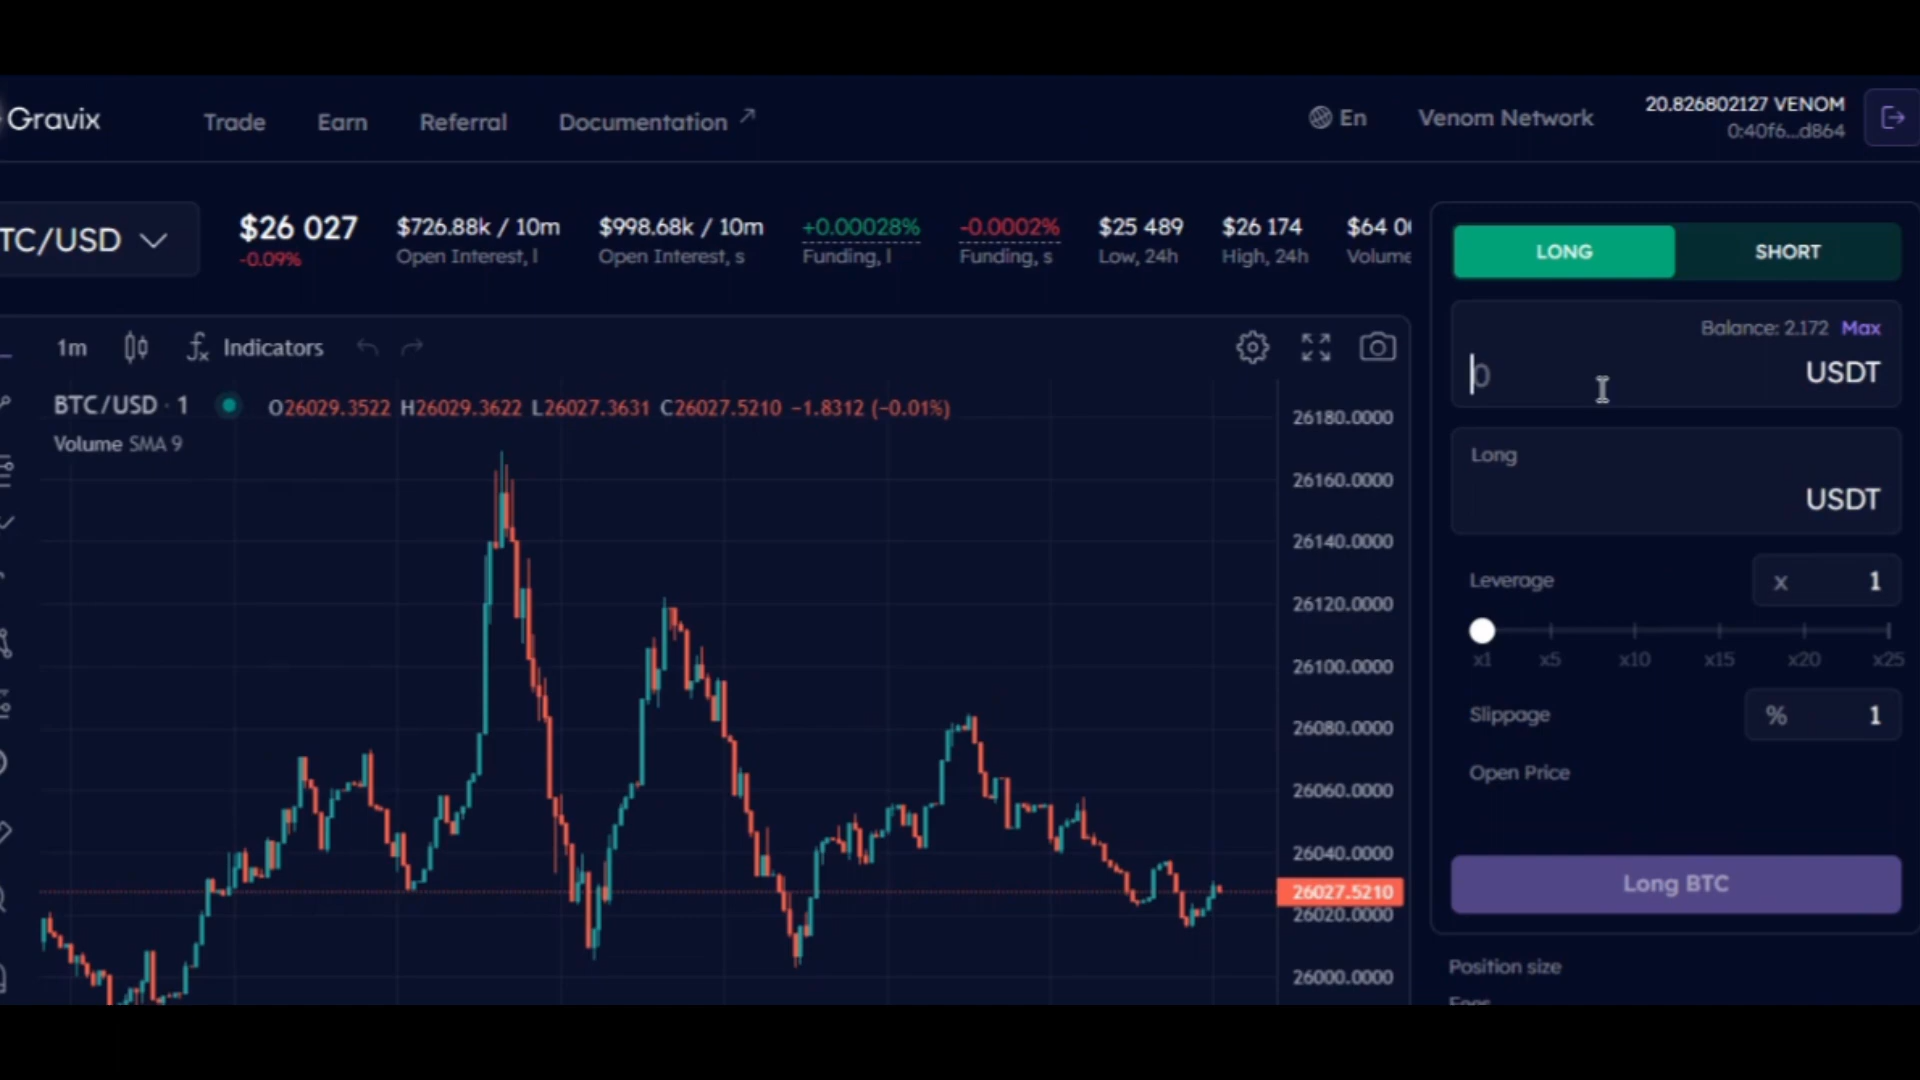 Gravix
Trade
Earn
Referral
Documentation
En
Venom Network
20.826802127 VENOM
0:40f6...d864
TC/USD
$26 027
-0.09%
$726.88k / 10m
Open Interest, l
$998.68k / 10m
Open Interest, s
+0.00028%
Funding, l
-0.0002%
Funding, s
$25 489
Low, 24h
$26 174
High, 24h
$64 0
Volume
1m
Indicators
BTC/USD · 1
O26029.3522 H26029.3622 L26027.3631 C26027.5210 −1.8312 (−0.01%)
Volume SMA 9
26180.0000
26160.0000
26140.0000
26120.0000
26100.0000
26080.0000
26060.0000
26040.0000
26027.5210
26020.0000
26000.0000
LONG
SHORT
Balance: 2.172 Max
0
USDT
Long
USDT
Leverage
x 1
x1 x5 x10 x15 x20 x25
Slippage
% 1
Open Price
Long BTC
Position size
Fees